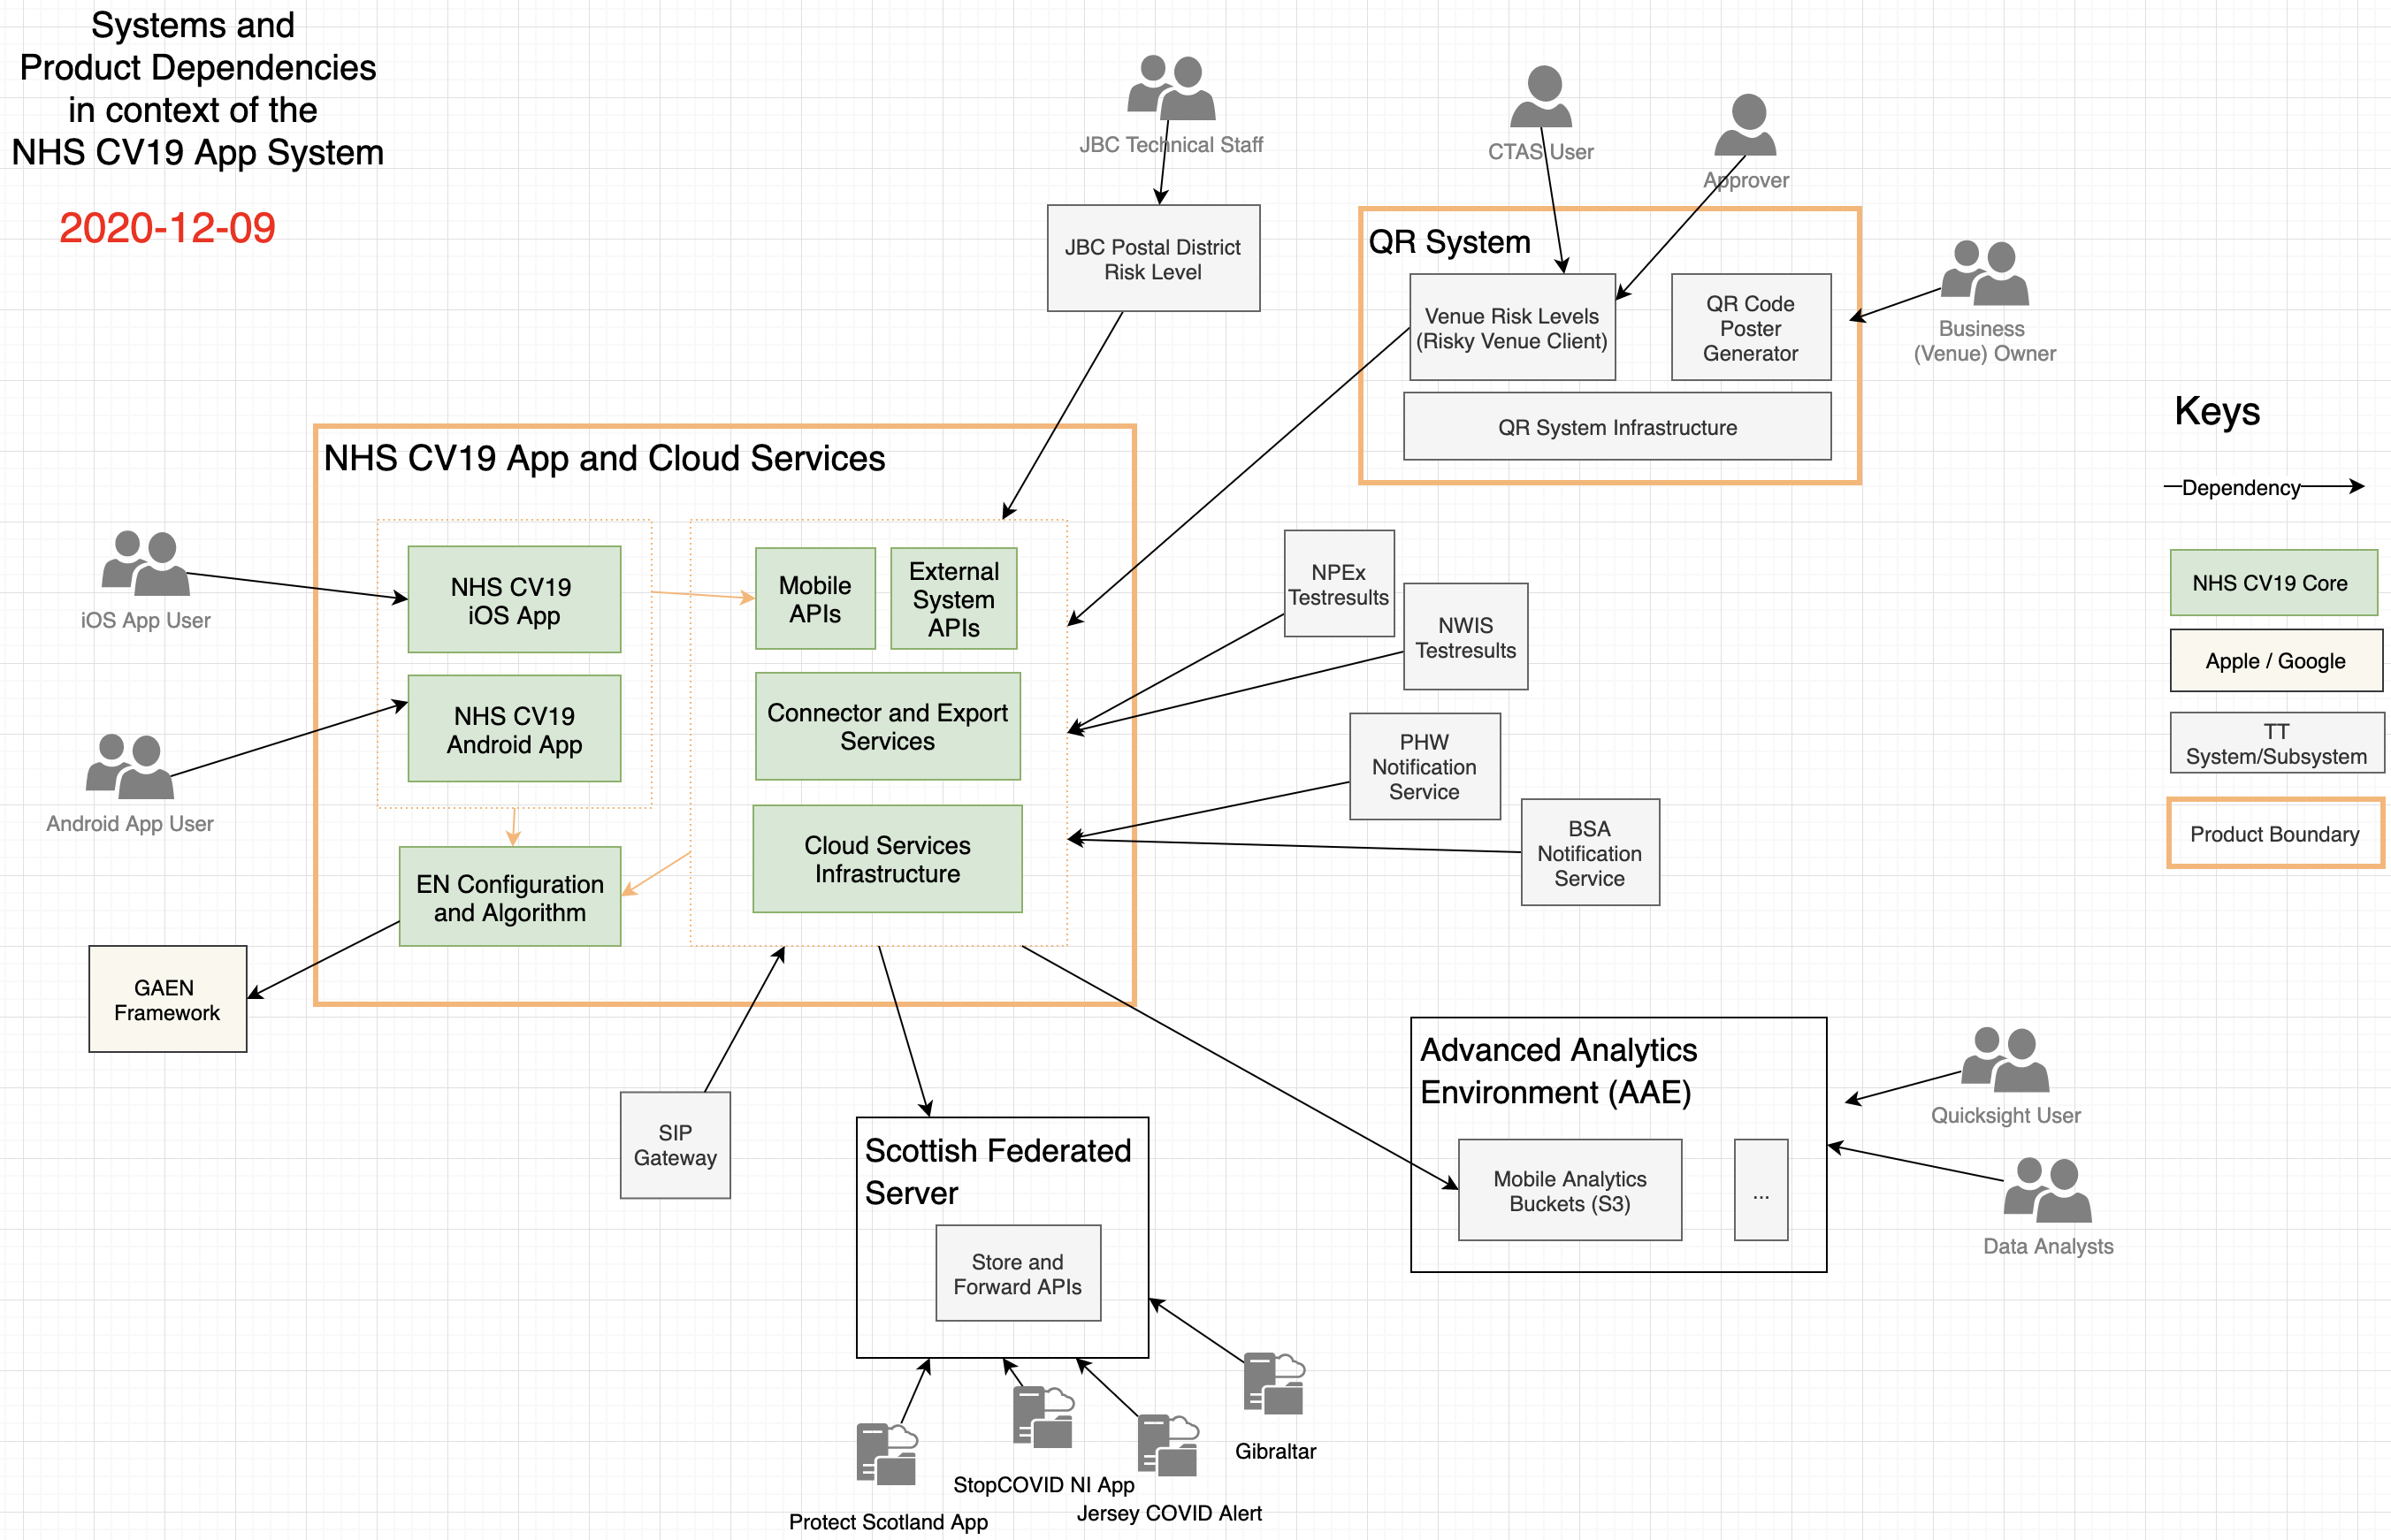 Systems and
Product Dependencies
in context of the
NHS CV19 App System
2020-12-09
JBC Technical Staff
CTAS User
Approver
JBC Postal District
Risk Level
QR System
Venue Risk Levels
(Risky Venue Client)
QR Code
Poster
Generator
QR System Infrastructure
Business
(Venue) Owner
Keys
Dependency
NHS CV19 Core
Apple / Google
TT
System/Subsystem
Product Boundary
NHS CV19 App and Cloud Services
iOS App User
Android App User
NHS CV19
iOS App
NHS CV19
Android App
Mobile
APIs
External
System
APIs
Connector and Export
Services
Cloud Services
Infrastructure
EN Configuration
and Algorithm
GAEN
Framework
NPEx
Testresults
NWIS
Testresults
PHW
Notification
Service
BSA
Notification
Service
SIP
Gateway
Scottish Federated
Server
Store and
Forward APIs
Advanced Analytics
Environment (AAE)
Mobile Analytics
Buckets (S3)
...
Quicksight User
Data Analysts
Gibraltar
StopCOVID NI App
Jersey COVID Alert
Protect Scotland App